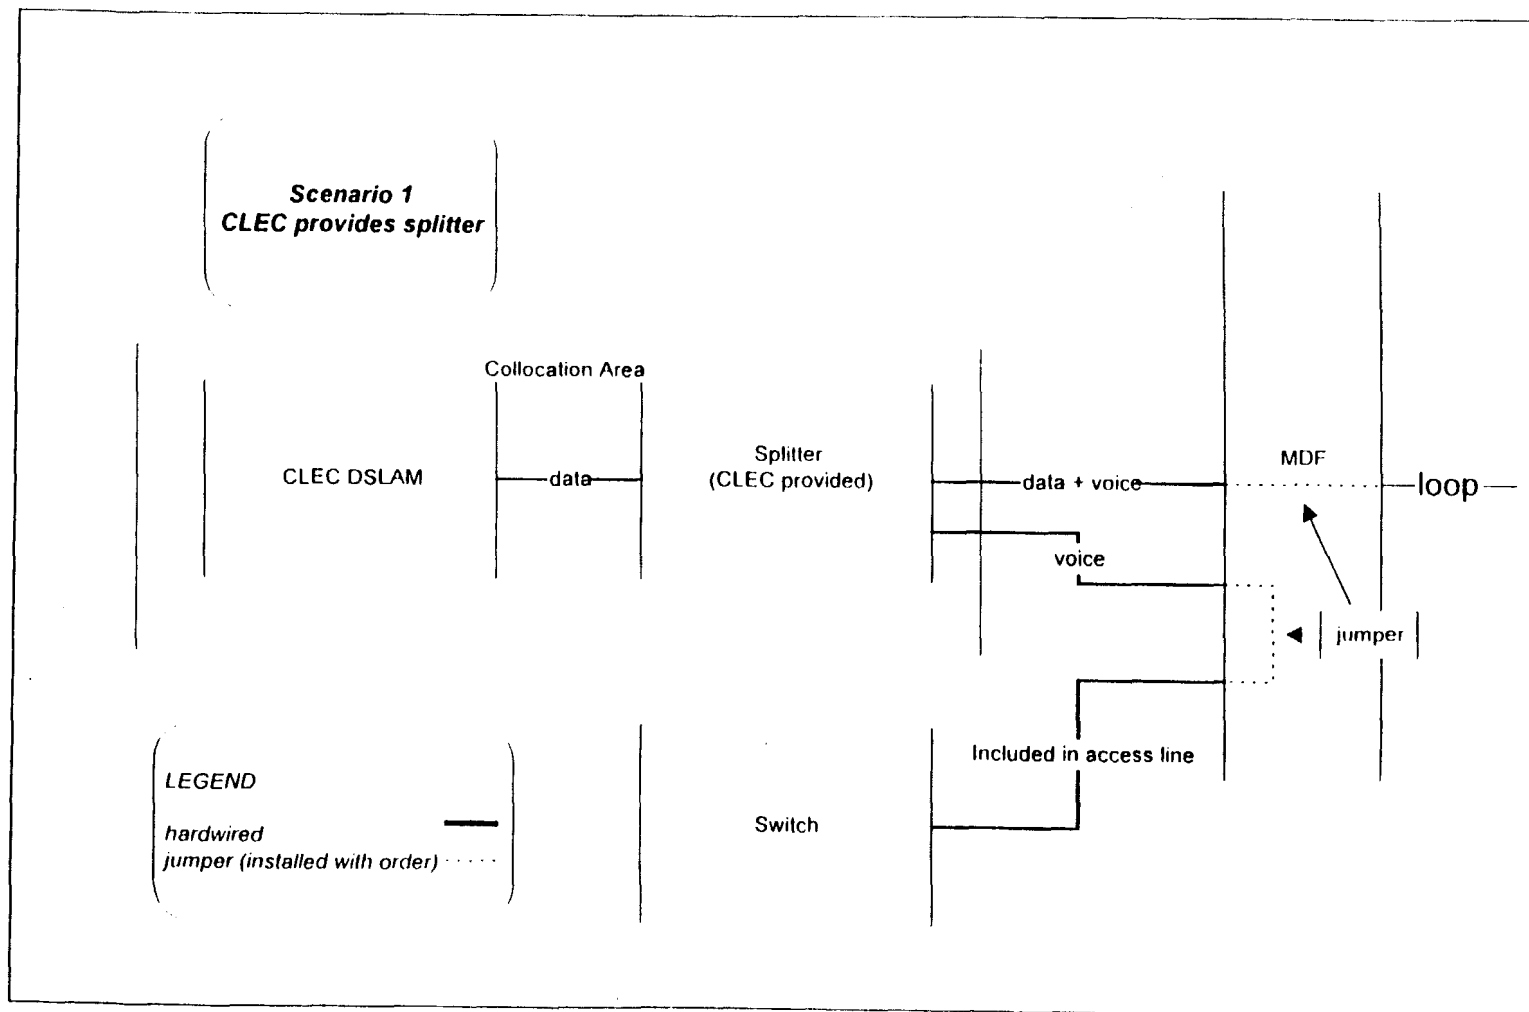 Scenario 1
CLEC provides splitter
Collocation Area
CLEC DSLAM
data
Splitter
(CLEC provided)
data + voice
MDF
loop
voice
jumper
Included in access line
Switch
LEGEND
hardwired
jumper (installed with order)